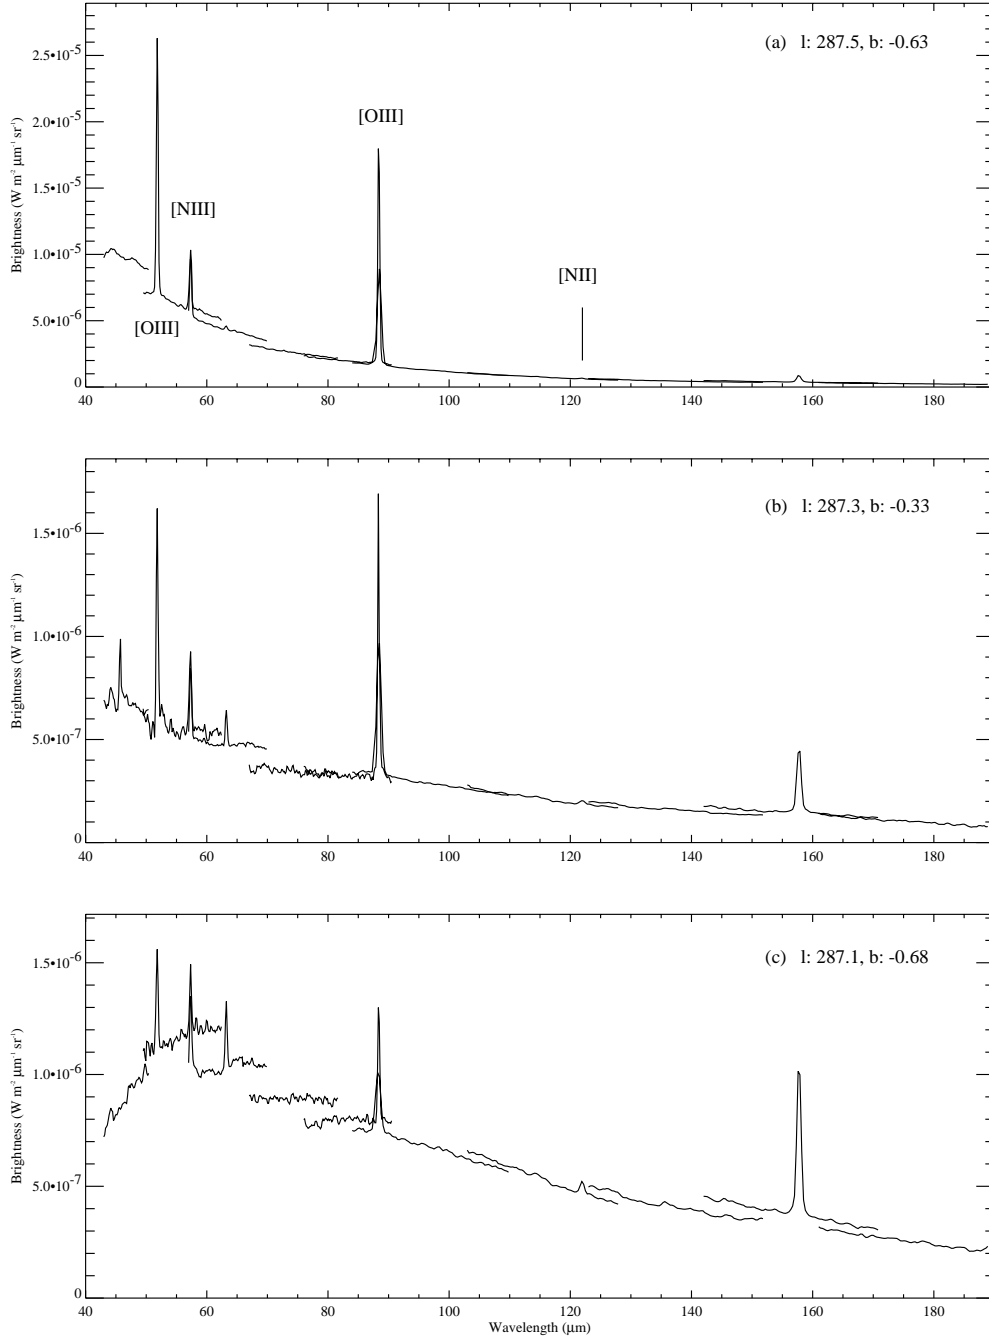 (a) l: 287.5, b: -0.63
2.5•10⁻⁵
2.0•10⁻⁵
[OIII]
1.5•10⁻⁵
[NIII]
1.0•10⁻⁵
[NII]
5.0•10⁻⁶
[OIII]
0
Brightness (W m⁻² μm⁻¹ sr⁻¹)
40 60 80 100 120 140 160 180
(b) l: 287.3, b: -0.33
1.5•10⁻⁶
1.0•10⁻⁶
5.0•10⁻⁷
0
Brightness (W m⁻² μm⁻¹ sr⁻¹)
40 60 80 100 120 140 160 180
(c) l: 287.1, b: -0.68
1.5•10⁻⁶
1.0•10⁻⁶
5.0•10⁻⁷
0
Brightness (W m⁻² μm⁻¹ sr⁻¹)
40 60 80 100 120 140 160 180
Wavelength (μm)